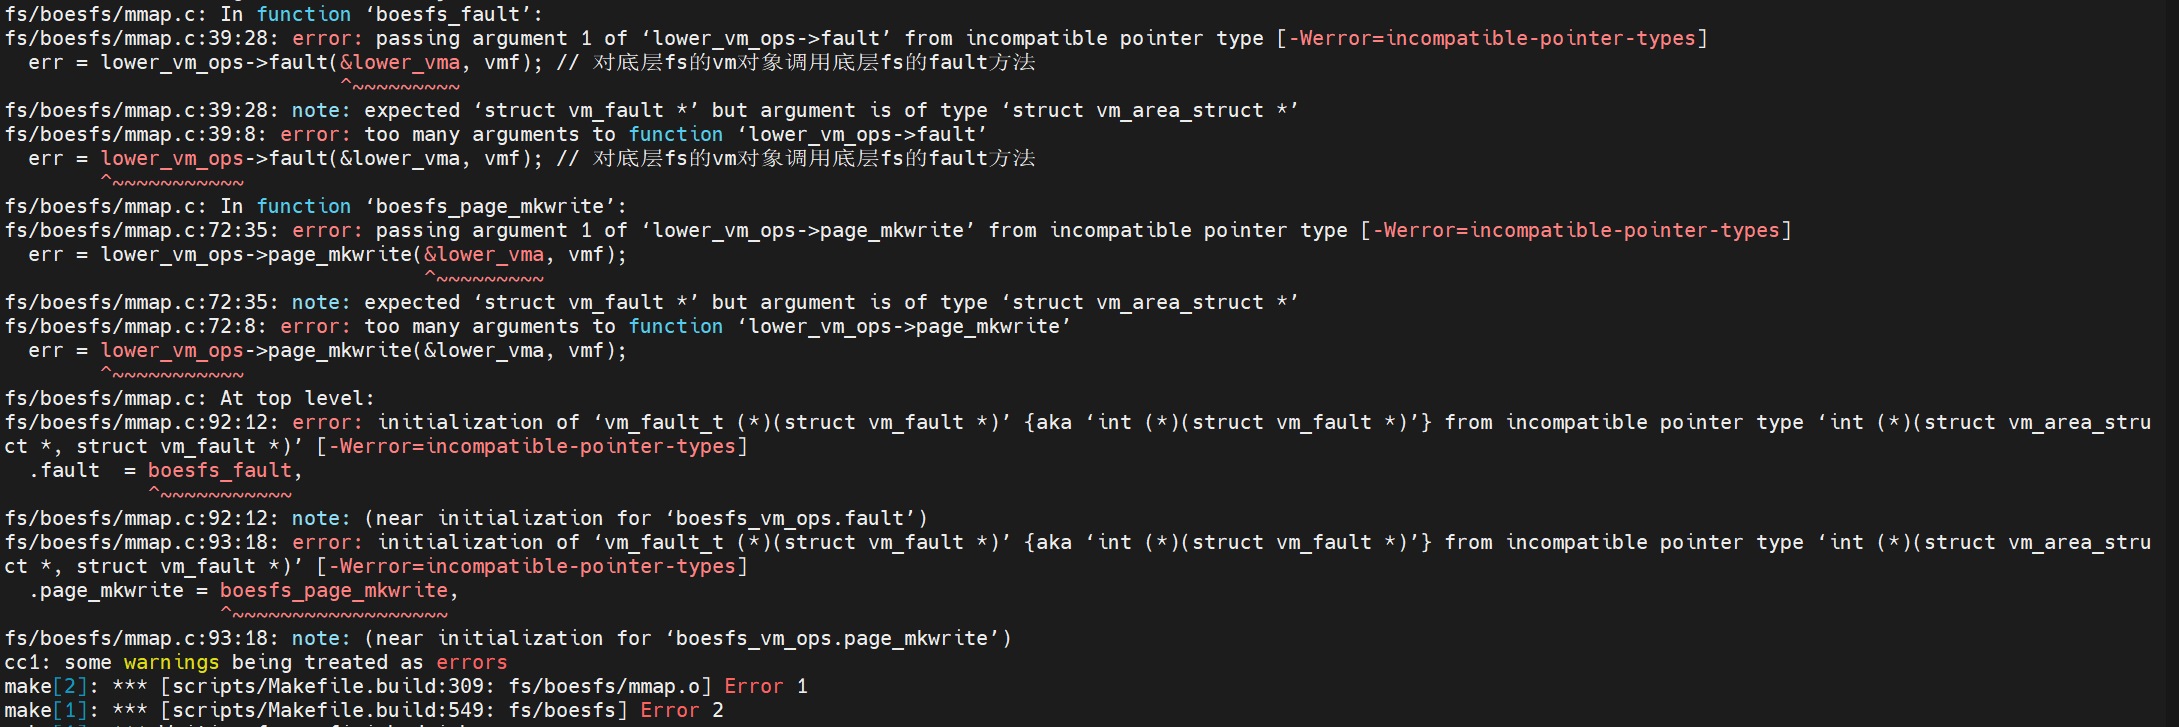 fs/boesfs/mmap.c: In function ‘boesfs_fault’:
fs/boesfs/mmap.c:39:28: error: passing argument 1 of ‘lower_vm_ops->fault’ from incompatible pointer type [-Werror=incompatible-pointer-types]
  err = lower_vm_ops->fault(&lower_vma, vmf); // 对底层fs的vm对象调用底层fs的fault方法
                            ^~~~~~~~~~
fs/boesfs/mmap.c:39:28: note: expected ‘struct vm_fault *’ but argument is of type ‘struct vm_area_struct *’
fs/boesfs/mmap.c:39:8: error: too many arguments to function ‘lower_vm_ops->fault’
  err = lower_vm_ops->fault(&lower_vma, vmf); // 对底层fs的vm对象调用底层fs的fault方法
        ^~~~~~~~~~~~
fs/boesfs/mmap.c: In function ‘boesfs_page_mkwrite’:
fs/boesfs/mmap.c:72:35: error: passing argument 1 of ‘lower_vm_ops->page_mkwrite’ from incompatible pointer type [-Werror=incompatible-pointer-types]
  err = lower_vm_ops->page_mkwrite(&lower_vma, vmf);
                                   ^~~~~~~~~~
fs/boesfs/mmap.c:72:35: note: expected ‘struct vm_fault *’ but argument is of type ‘struct vm_area_struct *’
fs/boesfs/mmap.c:72:8: error: too many arguments to function ‘lower_vm_ops->page_mkwrite’
  err = lower_vm_ops->page_mkwrite(&lower_vma, vmf);
        ^~~~~~~~~~~~
fs/boesfs/mmap.c: At top level:
fs/boesfs/mmap.c:92:12: error: initialization of ‘vm_fault_t (*)(struct vm_fault *)’ {aka ‘int (*)(struct vm_fault *)’} from incompatible pointer type ‘int (*)(struct vm_area_stru
ct *, struct vm_fault *)’ [-Werror=incompatible-pointer-types]
  .fault  = boesfs_fault,
            ^~~~~~~~~~~~
fs/boesfs/mmap.c:92:12: note: (near initialization for ‘boesfs_vm_ops.fault’)
fs/boesfs/mmap.c:93:18: error: initialization of ‘vm_fault_t (*)(struct vm_fault *)’ {aka ‘int (*)(struct vm_fault *)’} from incompatible pointer type ‘int (*)(struct vm_area_stru
ct *, struct vm_fault *)’ [-Werror=incompatible-pointer-types]
  .page_mkwrite = boesfs_page_mkwrite,
                  ^~~~~~~~~~~~~~~~~~~
fs/boesfs/mmap.c:93:18: note: (near initialization for ‘boesfs_vm_ops.page_mkwrite’)
cc1: some warnings being treated as errors
make[2]: *** [scripts/Makefile.build:309: fs/boesfs/mmap.o] Error 1
make[1]: *** [scripts/Makefile.build:549: fs/boesfs] Error 2